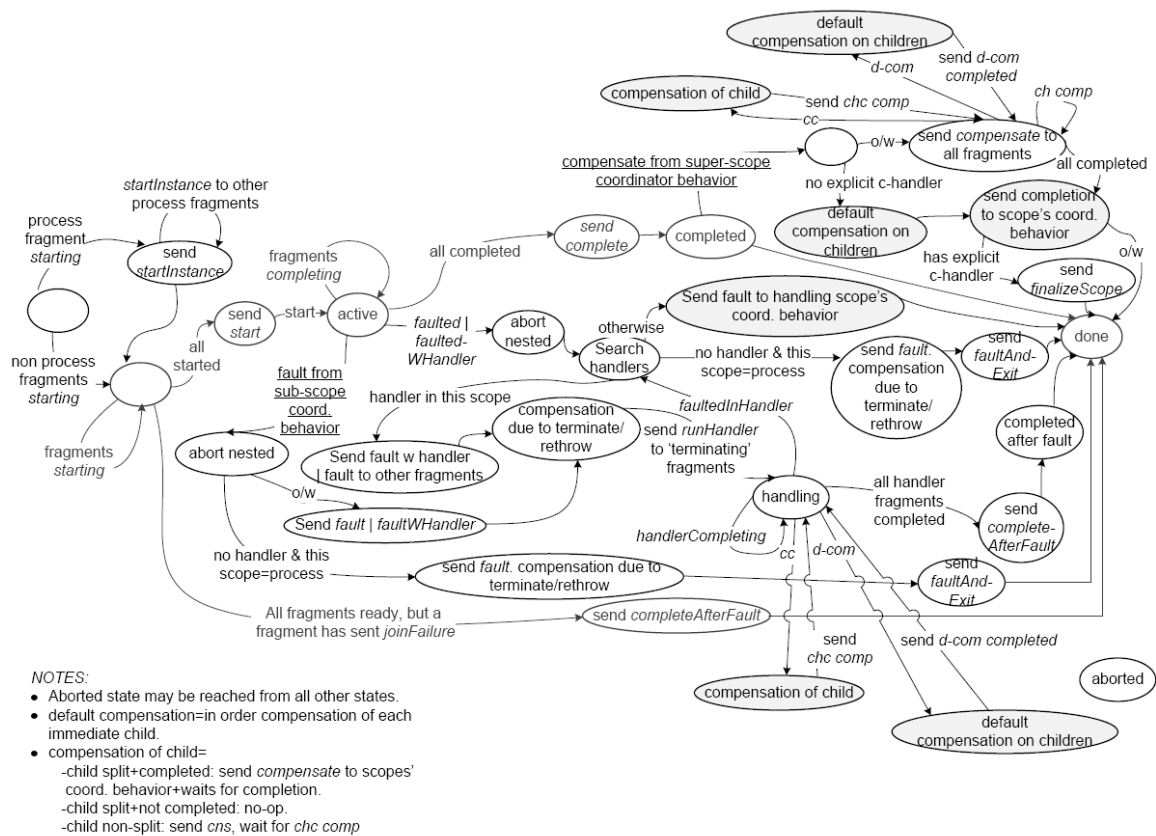 default
compensation on children
d-com
send d-com
completed
compensation of child
send chc comp
cc
ch comp
send compensate to
all fragments
o/w
compensate from super-scope
coordinator behavior
all completed
no explicit c-handler
startInstance to other
process fragments
process
fragment
starting
send
startInstance
default
compensation on
children
send completion
to scope's coord.
behavior
fragments
completing
all completed
send
complete
completed
has explicit
c-handler
o/w
send
finalizeScope
send
start
start
active
Send fault to handling scope's
coord. behavior
faulted |
faulted-
WHandler
abort
nested
otherwise
Search
handlers
done
all
started
non process
fragments
starting
no handler & this
scope=process
send fault.
compensation
due to
terminate/
rethrow
send
faultAnd-
Exit
fault from
sub-scope
coord.
behavior
handler in this scope
faultedInHandler
fragments
starting
compensation
due to terminate/
rethrow
send runHandler
to 'terminating'
fragments
completed
after fault
abort nested
Send fault w handler
| fault to other fragments
o/w
Send fault | faultWHandler
handling
all handler
fragments
completed
send
complete-
AfterFault
handlerCompleting
cc
d-com
no handler & this
scope=process
send fault. compensation due to
terminate/rethrow
send
faultAnd-
Exit
All fragments ready, but a
fragment has sent joinFailure
send completeAfterFault
send
chc comp
send d-com completed
compensation of child
aborted
default
compensation on children
NOTES:
• Aborted state may be reached from all other states.
• default compensation=in order compensation of each
immediate child.
• compensation of child=
-child split+completed: send compensate to scopes'
coord. behavior+waits for completion.
-child split+not completed: no-op.
-child non-split: send cns, wait for chc comp